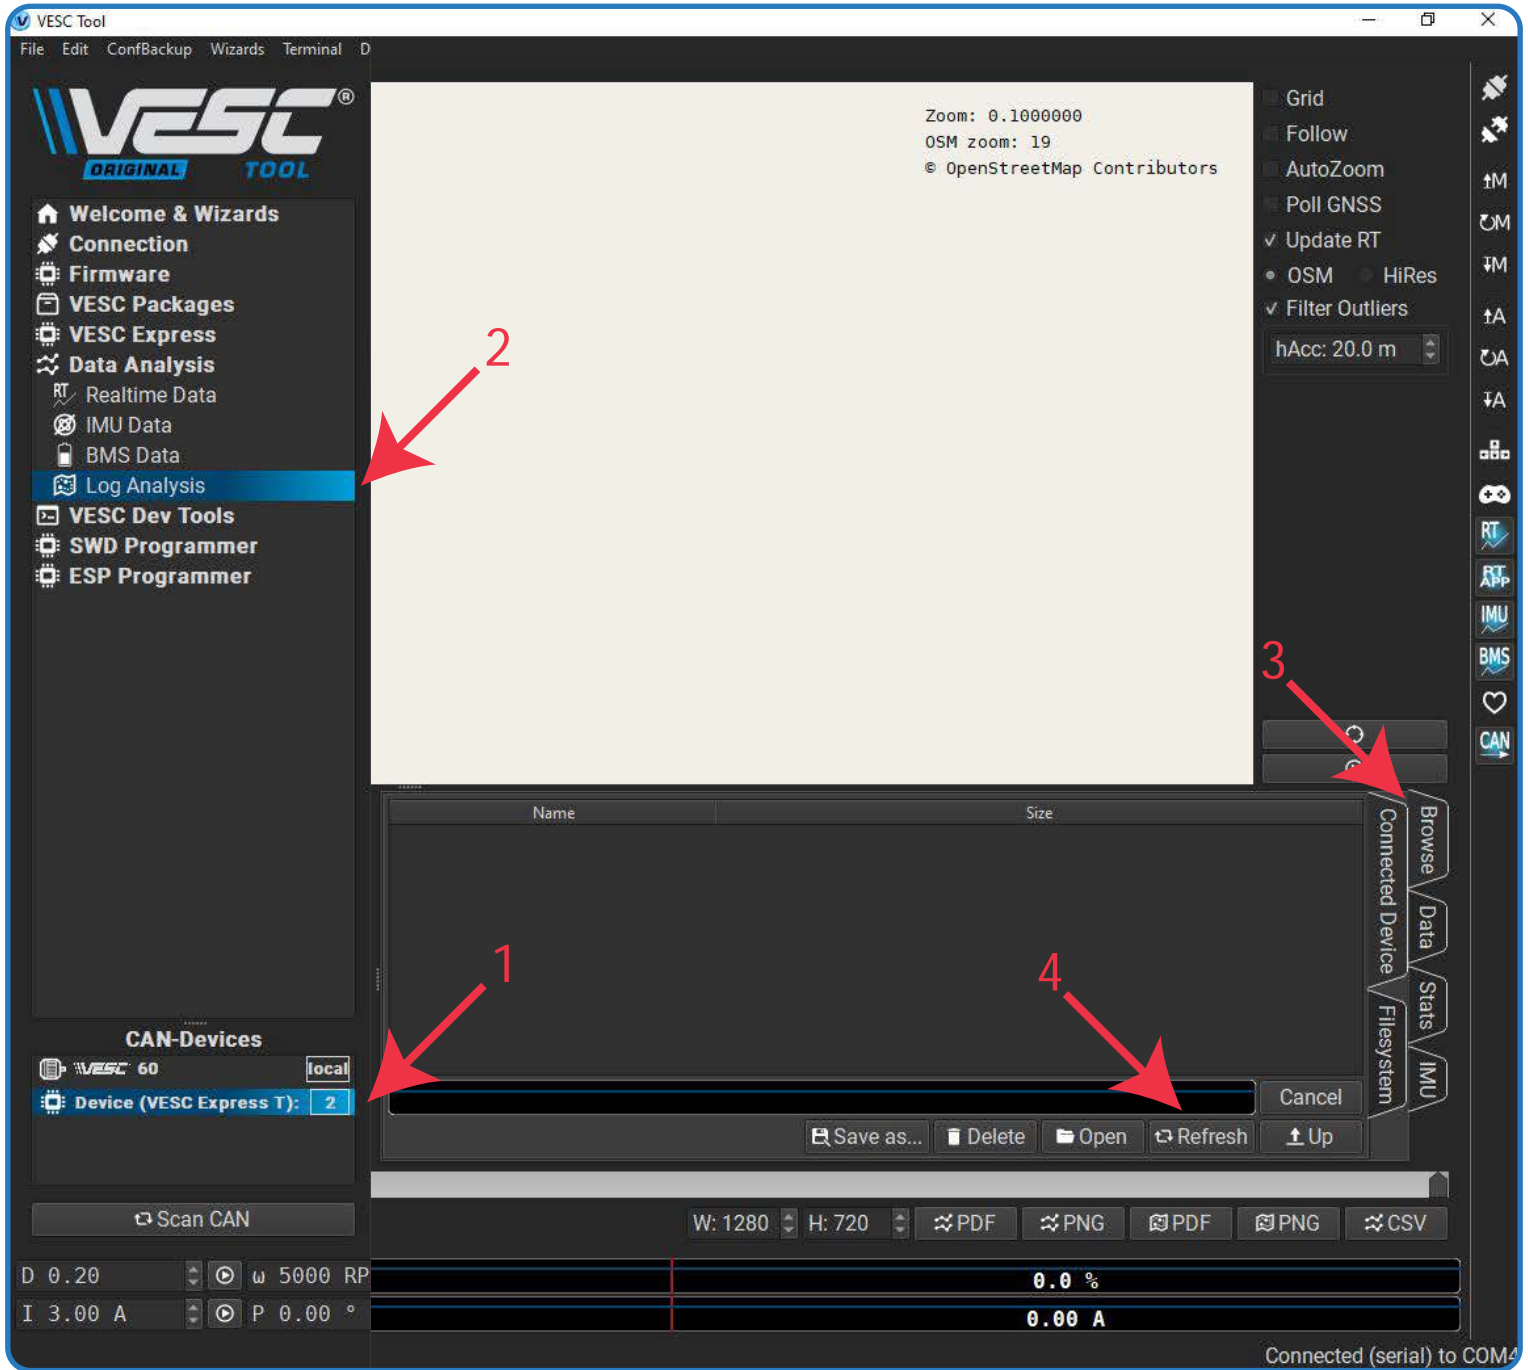 VESC Tool
File Edit ConfBackup Wizards Terminal D
VESC®
ORIGINAL TOOL
Welcome & Wizards
Connection
Firmware
VESC Packages
VESC Express
Data Analysis
RT Realtime Data
IMU Data
BMS Data
Log Analysis
VESC Dev Tools
SWD Programmer
ESP Programmer
CAN-Devices
VESC 60 local
Device (VESC Express T): 2
Scan CAN
D 0.20 ω 5000 RP
I 3.00 A P 0.00 °
Zoom: 0.1000000
OSM zoom: 19
© OpenStreetMap Contributors
Grid
Follow
AutoZoom
Poll GNSS
Update RT
OSM HiRes
Filter Outliers
hAcc: 20.0 m
2
3
1
4
Name Size
Connected Device
Filesystem
Browse
Data
Stats
IMU
Cancel
Save as... Delete Open Refresh Up
W: 1280 H: 720 PDF PNG PDF PNG CSV
0.0 %
0.00 A
M
M
M
A
A
A
RT
RT APP
IMU
BMS
CAN
Connected (serial) to COM4